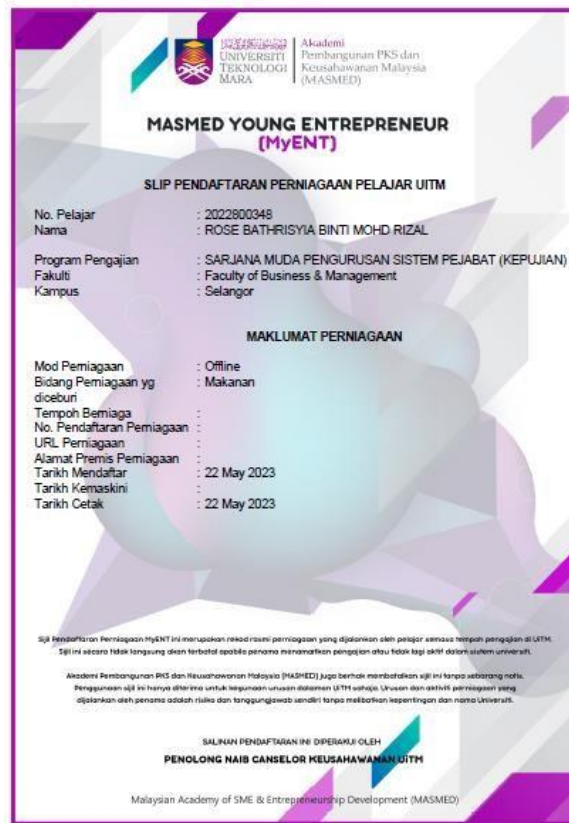 UNIVERSITI
TEKNOLOGI
MARA
Akademi
Pembangunan PKS dan
Keusahawanan Malaysia
(MASMED)
MASMED YOUNG ENTREPRENEUR
(MyENT)
SLIP PENDAFTARAN PERNIAGAAN PELAJAR UITM
No. Pelajar : 2022800348
Nama : ROSE BATHRISYIA BINTI MOHD RIZAL
Program Pengajian : SARJANA MUDA PENGURUSAN SISTEM PEJABAT (KEPUJIAN)
Fakulti : Faculty of Business & Management
Kampus : Selangor
MAKLUMAT PERNIAGAAN
Mod Perniagaan : Offline
Bidang Perniagaan yg : Makanan
diceburi
Tempoh Berniaga :
No. Pendaftaran Perniagaan :
URL Perniagaan :
Alamat Premis Perniagaan :
Tarikh Mendaftar : 22 May 2023
Tarikh Kemaskini :
Tarikh Cetak : 22 May 2023
Sijil Pendaftaran Perniagaan MyENT ini merupakan rekod rasmi perniagaan yang dijalankan oleh pelajar semasa tempoh pengajian di UiTM.
Sijil ini secara tidak langsung akan terbatal apabila penama menamatkan pengajian atau tidak lagi aktif dalam sistem universiti.
Akademi Pembangunan PKS dan Keusahawanan Malaysia (MASMED) juga berhak membatalkan sijil ini tanpa sebarang notis.
Penggunaan sijil ini hanya diterima untuk kegunaan urusan dalaman UiTM sahaja. Urusan dan aktiviti perniagaan yang
dijalankan oleh penama adalah risiko dan tanggungjawab sendiri tanpa melibatkan kepentingan dan nama Universiti.
SALINAN PENDAFTARAN INI DIPERAKUI OLEH
PENOLONG NAIB CANSELOR KEUSAHAWANAN UiTM
Malaysian Academy of SME & Entrepreneurship Development (MASMED)